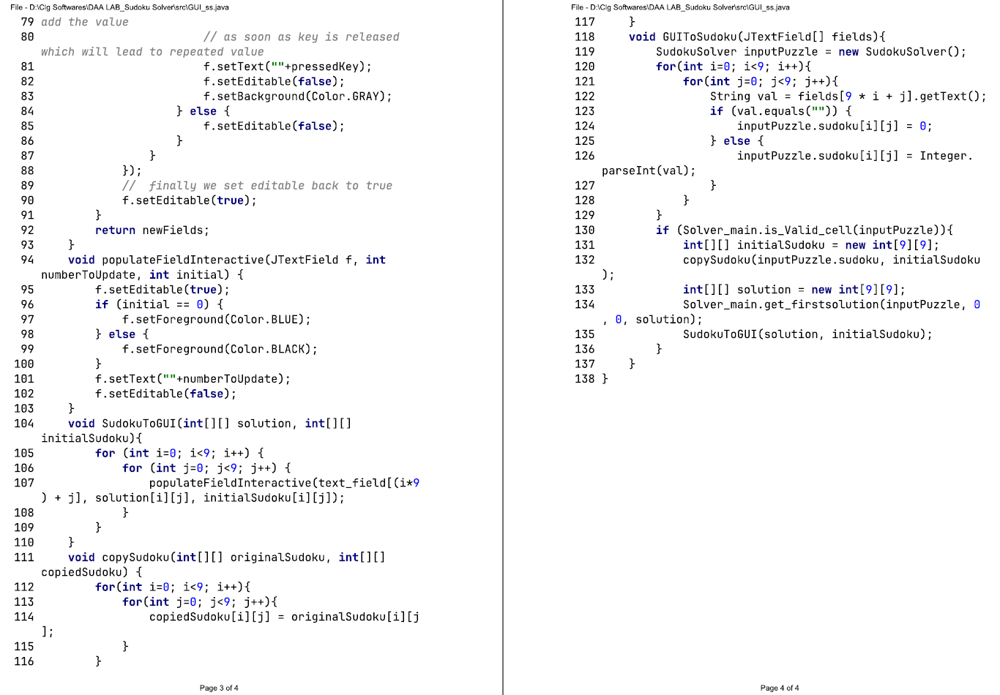 File - D:\Clg Softwares\DAA LAB_Sudoku Solver\src\GUI_ss.java
79 add the value
80                         // as soon as key is released
which will lead to repeated value
81                         f.setText(""+pressedKey);
82                         f.setEditable(false);
83                         f.setBackground(Color.GRAY);
84                     } else {
85                         f.setEditable(false);
86                     }
87                 }
88             });
89             //  finally we set editable back to true
90             f.setEditable(true);
91         }
92         return newFields;
93     }
94     void populateFieldInteractive(JTextField f, int
numberToUpdate, int initial) {
95         f.setEditable(true);
96         if (initial == 0) {
97             f.setForeground(Color.BLUE);
98         } else {
99             f.setForeground(Color.BLACK);
100         }
101         f.setText(""+numberToUpdate);
102         f.setEditable(false);
103     }
104     void SudokuToGUI(int[][] solution, int[][]
initialSudoku){
105         for (int i=0; i<9; i++) {
106             for (int j=0; j<9; j++) {
107                 populateFieldInteractive(text_field[(i*9
) + j], solution[i][j], initialSudoku[i][j]);
108             }
109         }
110     }
111     void copySudoku(int[][] originalSudoku, int[][]
copiedSudoku) {
112         for(int i=0; i<9; i++){
113             for(int j=0; j<9; j++){
114                 copiedSudoku[i][j] = originalSudoku[i][j
];
115             }
116         }
Page 3 of 4
File - D:\Clg Softwares\DAA LAB_Sudoku Solver\src\GUI_ss.java
117     }
118     void GUIToSudoku(JTextField[] fields){
119         SudokuSolver inputPuzzle = new SudokuSolver();
120         for(int i=0; i<9; i++){
121             for(int j=0; j<9; j++){
122                 String val = fields[9 * i + j].getText();
123                 if (val.equals("")) {
124                     inputPuzzle.sudoku[i][j] = 0;
125                 } else {
126                     inputPuzzle.sudoku[i][j] = Integer.
parseInt(val);
127                 }
128             }
129         }
130         if (Solver_main.is_Valid_cell(inputPuzzle)){
131             int[][] initialSudoku = new int[9][9];
132             copySudoku(inputPuzzle.sudoku, initialSudoku
);
133             int[][] solution = new int[9][9];
134             Solver_main.get_firstsolution(inputPuzzle, 0
, 0, solution);
135             SudokuToGUI(solution, initialSudoku);
136         }
137     }
138 }
Page 4 of 4